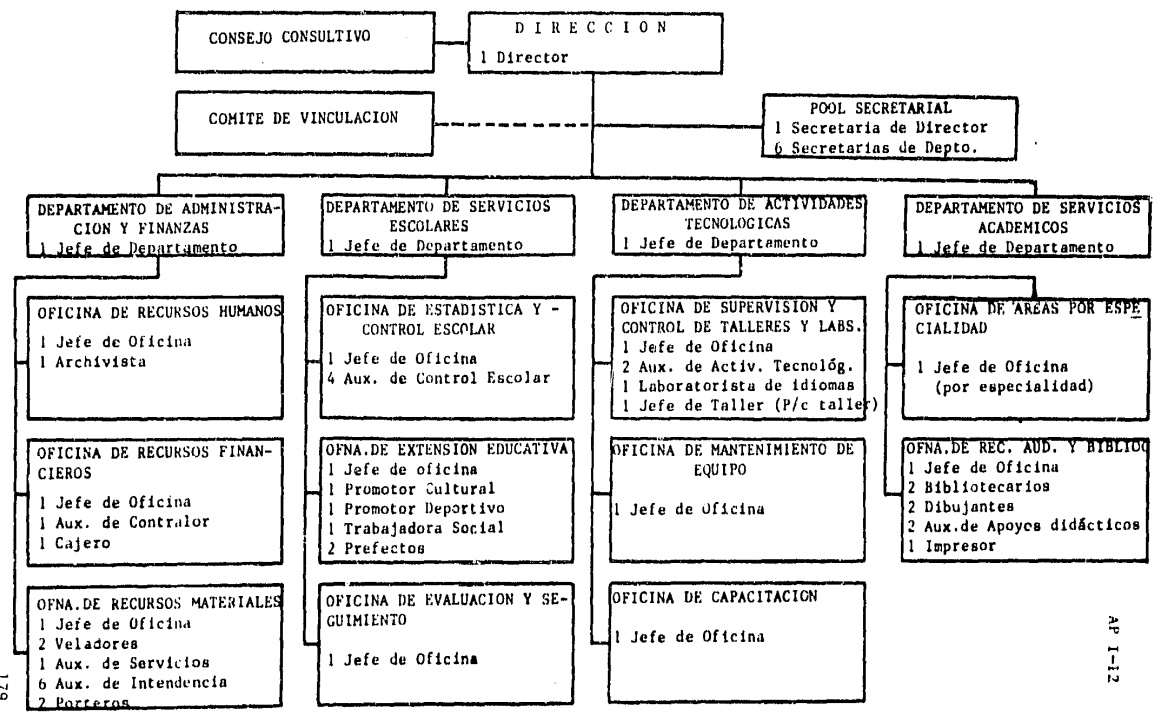 CONSEJO CONSULTIVO
D I R E C C I O N
1 Director
COMITE DE VINCULACION
POOL SECRETARIAL
1 Secretaria de Director
6 Secretarias de Depto.
DEPARTAMENTO DE ADMINISTRA-
CION Y FINANZAS
1 Jefe de Departamento
DEPARTAMENTO DE SERVICIOS
ESCOLARES
1 Jefe de Departamento
DEPARTAMENTO DE ACTIVIDADES
TECNOLOGICAS
1 Jefe de Departamento
DEPARTAMENTO DE SERVICIOS
ACADEMICOS
1 Jefe de Departamento
OFICINA DE RECURSOS HUMANOS
1 Jefe de Oficina
1 Archivista
OFICINA DE RECURSOS FINAN-
CIEROS
1 Jefe de Oficina
1 Aux. de Contralor
1 Cajero
OFNA.DE RECURSOS MATERIALES
1 Jefe de Oficina
2 Veladores
1 Aux. de Servicios
6 Aux. de Intendencia
2 Porteros
OFICINA DE ESTADISTICA Y -
CONTROL ESCOLAR
1 Jefe de Oficina
4 Aux. de Control Escolar
OFNA.DE EXTENSION EDUCATIVA
1 Jefe de oficina
1 Promotor Cultural
1 Promotor Deportivo
1 Trabajadora Social
2 Prefectos
OFICINA DE EVALUACION Y SE-
GUIMIENTO
1 Jefe de Oficina
OFICINA DE SUPERVISION Y
CONTROL DE TALLERES Y LABS.
1 Jefe de Oficina
2 Aux. de Activ. Tecnológ.
1 Laboratorista de idiomas
1 Jefe de Taller (P/c taller)
OFICINA DE MANTENIMIENTO DE
EQUIPO
1 Jefe de Oficina
OFICINA DE CAPACITACION
1 Jefe de Oficina
OFICINA DE AREAS POR ESPE
CIALIDAD
1 Jefe de Oficina
(por especialidad)
OFNA.DE REC. AUD. Y BIBLIOG
1 Jefe de Oficina
2 Bibliotecarios
2 Dibujantes
2 Aux.de Apoyos didácticos
1 Impresor
AP I-12
179